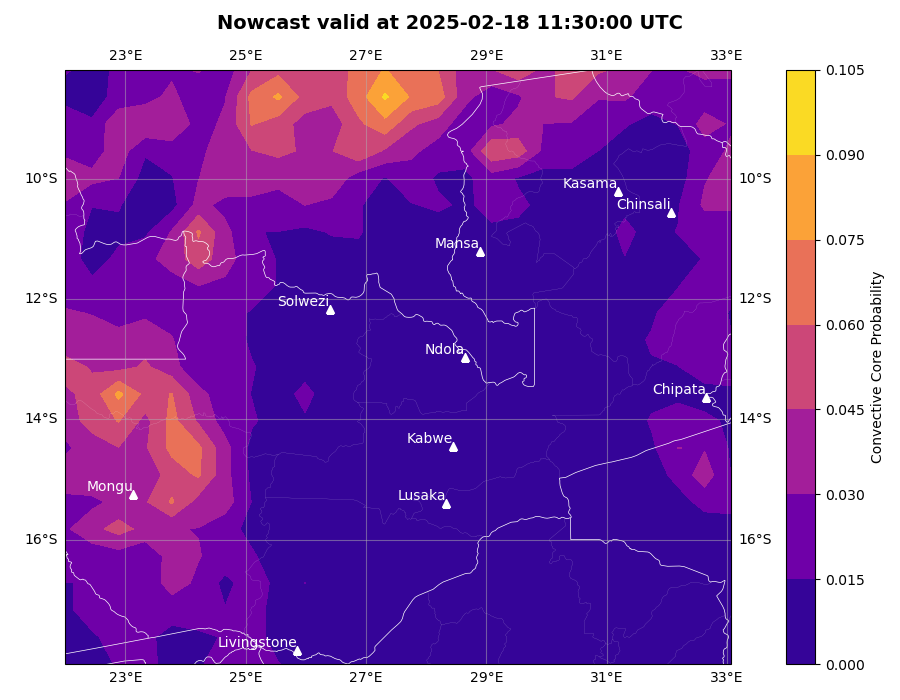 Nowcast valid at 2025-02-18 11:30:00 UTC
23°E 25°E 27°E 29°E 31°E 33°E
0.105
0.090
10°S Kasama 10°S
Chinsali
0.075
Mansa
12°S Solwezi 12°S
0.060
Ndola
Chipata
0.045
14°S 14°S
Kabwe
Mongu Lusaka
0.030
16°S 16°S
0.015
Livingstone
0.000
23°E 25°E 27°E 29°E 31°E 33°E
Convective Core Probability